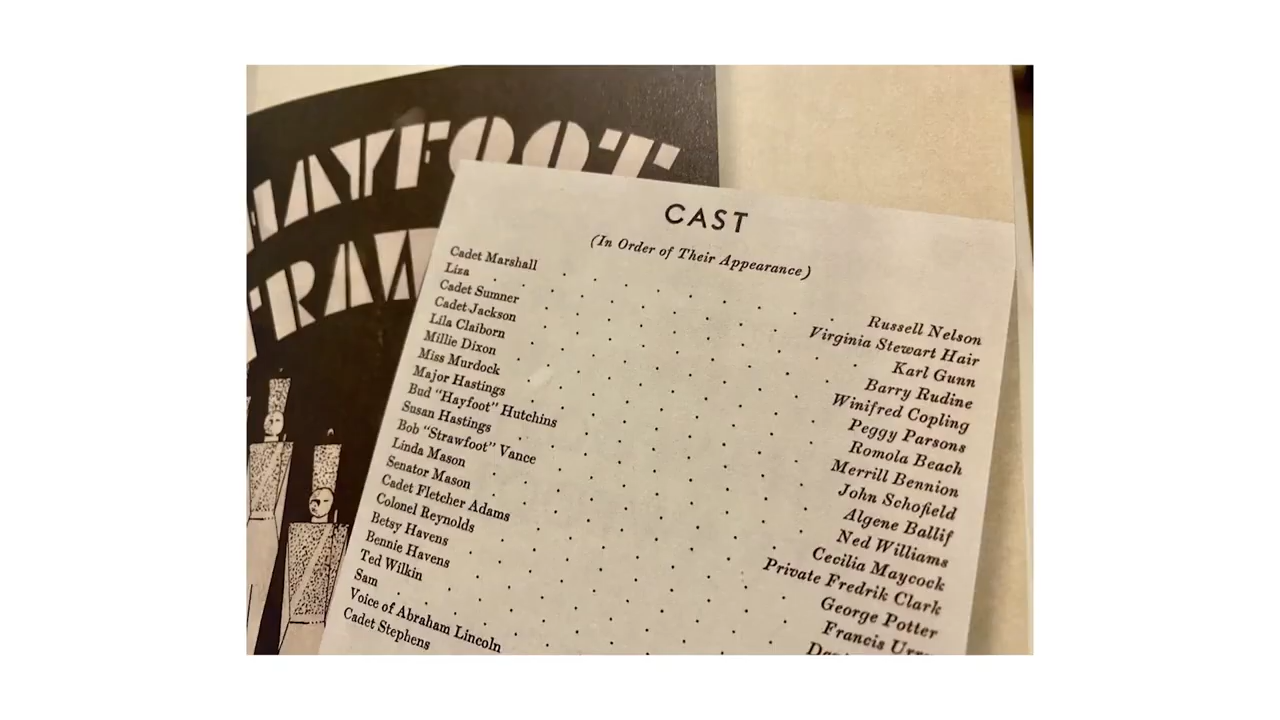 HAYFOOT
TRAW
CAST
(In Order of Their Appearance)
Cadet Marshall . . . . . . Russell Nelson
Liza . . . . . . Virginia Stewart Hair
Cadet Sumner . . . . . . Karl Gunn
Cadet Jackson . . . . . . Barry Rudine
Lila Claiborn . . . . . . Winifred Copling
Millie Dixon . . . . . . Peggy Parsons
Miss Murdock . . . . . . Romola Beach
Major Hastings . . . . . . Merrill Bennion
Bud "Hayfoot" Hutchins . . . . . . John Schofield
Susan Hastings . . . . . . Algene Ballif
Bob "Strawfoot" Vance . . . . . . Ned Williams
Linda Mason . . . . . . Cecilia Maycock
Senator Mason . . . . . . Private Fredrik Clark
Cadet Fletcher Adams . . . . . . George Potter
Colonel Reynolds . . . . . . Francis
Betsy Havens
Bennie Havens
Ted Wilkin
Sam
Voice of Abraham Lincoln
Cadet Stephens